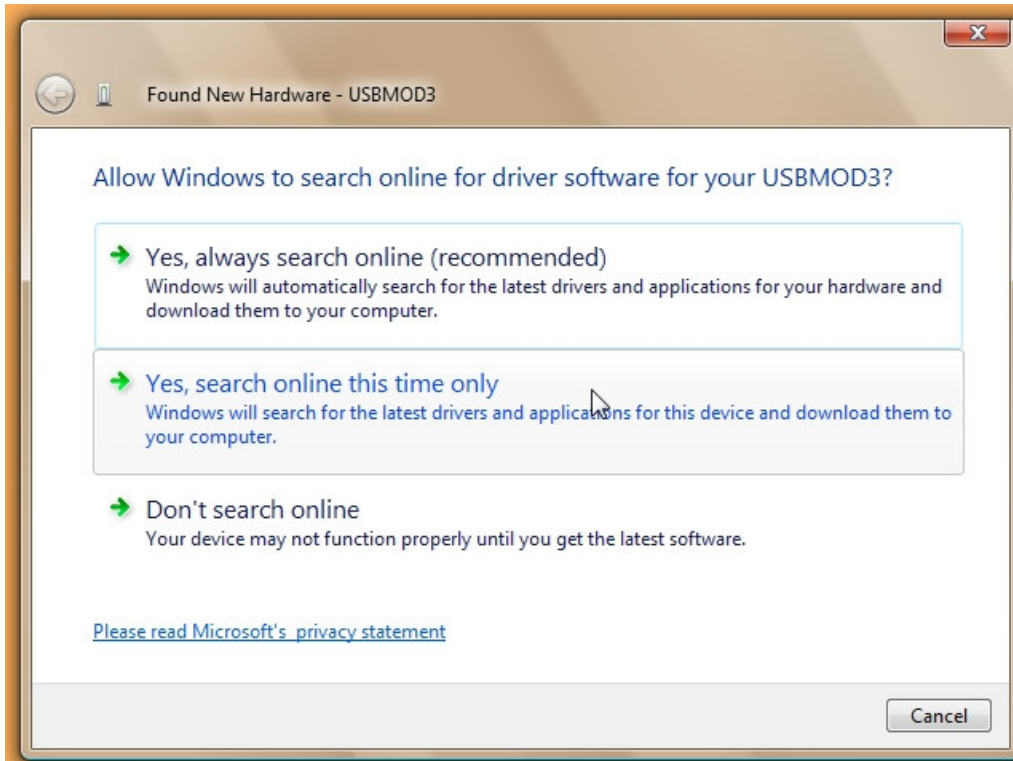 Found New Hardware - USBMOD3
Allow Windows to search online for driver software for your USBMOD3?
Yes, always search online (recommended)
Windows will automatically search for the latest drivers and applications for your hardware and
download them to your computer.
Yes, search online this time only
Windows will search for the latest drivers and applications for this device and download them to
your computer.
Don't search online
Your device may not function properly until you get the latest software.
Please read Microsoft's privacy statement
Cancel